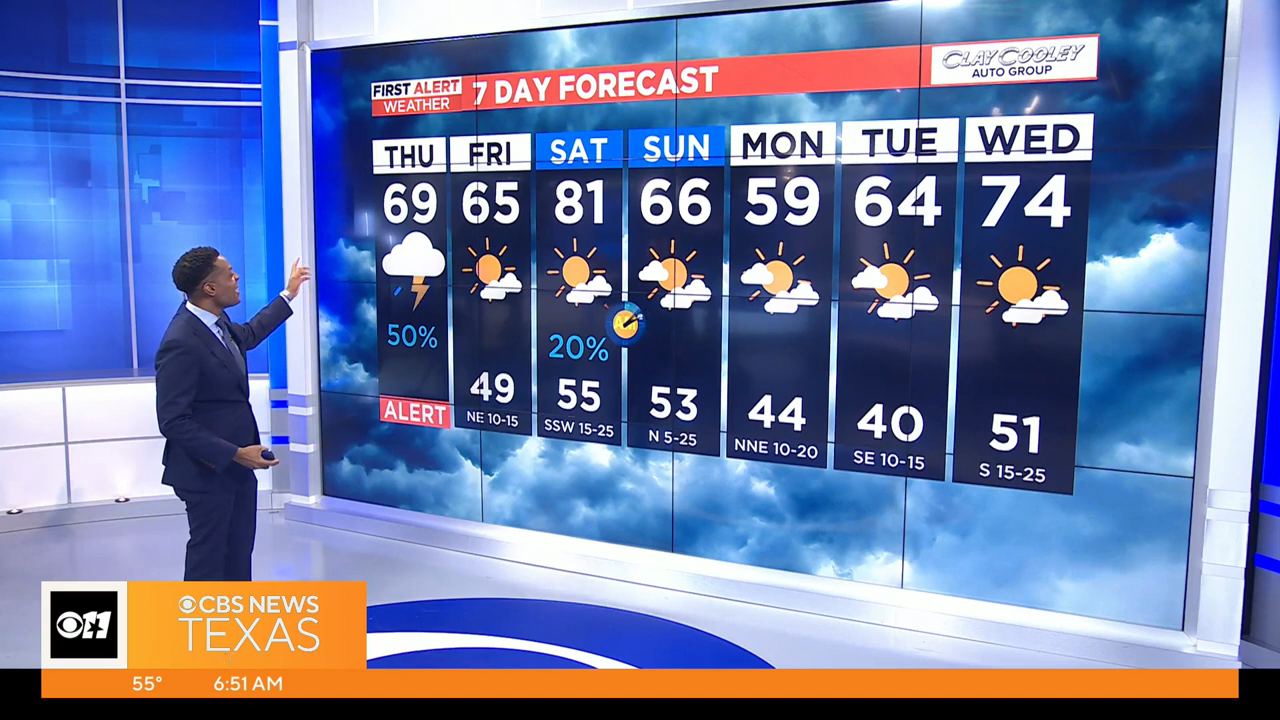 FIRST ALERT
WEATHER
7 DAY FORECAST
CLAY COOLEY
AUTO GROUP
THU
69
50%
ALERT
FRI
65
49
NE 10-15
SAT
81
20%
55
SSW 15-25
SUN
66
53
N 5-25
MON
59
44
NNE 10-20
TUE
64
40
SE 10-15
WED
74
51
S 15-25
11
CBS NEWS
TEXAS
55° 6:51 AM